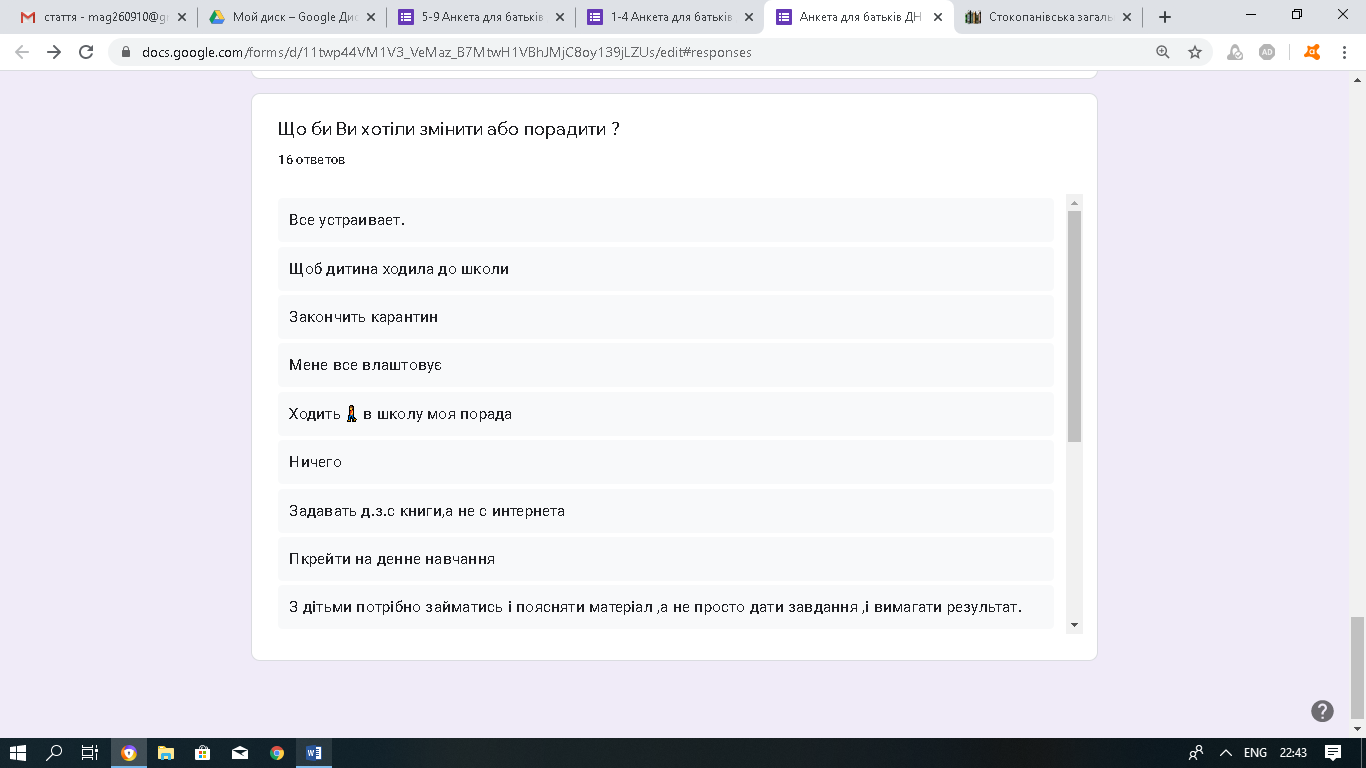 стаття - mag260910@g
Мой диск – Google Дис
5-9 Анкета для батьків
1-4 Анкета для батьків
Анкета для батьків ДН
Стокопанівська загаль
docs.google.com/forms/d/11twp44VM1V3_VeMaz_B7MtwH1VBhJMjC8oy139jLZUs/edit#responses
AD
Що би Ви хотіли змінити або порадити ?
16 ответов
Все устраивает.
Щоб дитина ходила до школи
Закончить карантин
Мене все влаштовує
Ходить 🚶 в школу моя порада
Ничего
Задавать д.з.с книги,а не с интернета
Пкрейти на денне навчання
З дітьми потрібно займатись і поясняти матеріал ,а не просто дати завдання ,і вимагати результат.
ENG
22:43